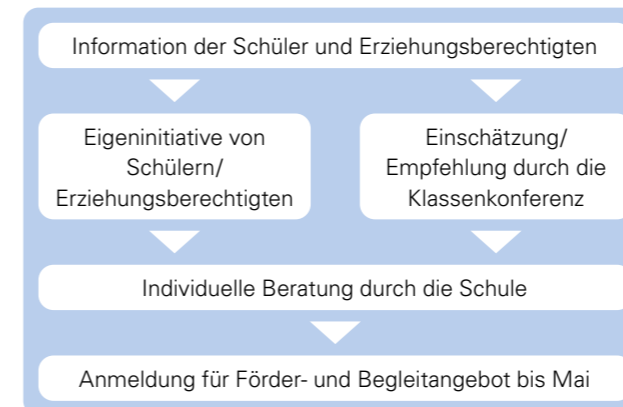 Information der Schüler und Erziehungsberechtigten
Eigeninitiative von
Schülern/
Erziehungsberechtigten
Einschätzung/
Empfehlung durch die
Klassenkonferenz
Individuelle Beratung durch die Schule
Anmeldung für Förder- und Begleitangebot bis Mai